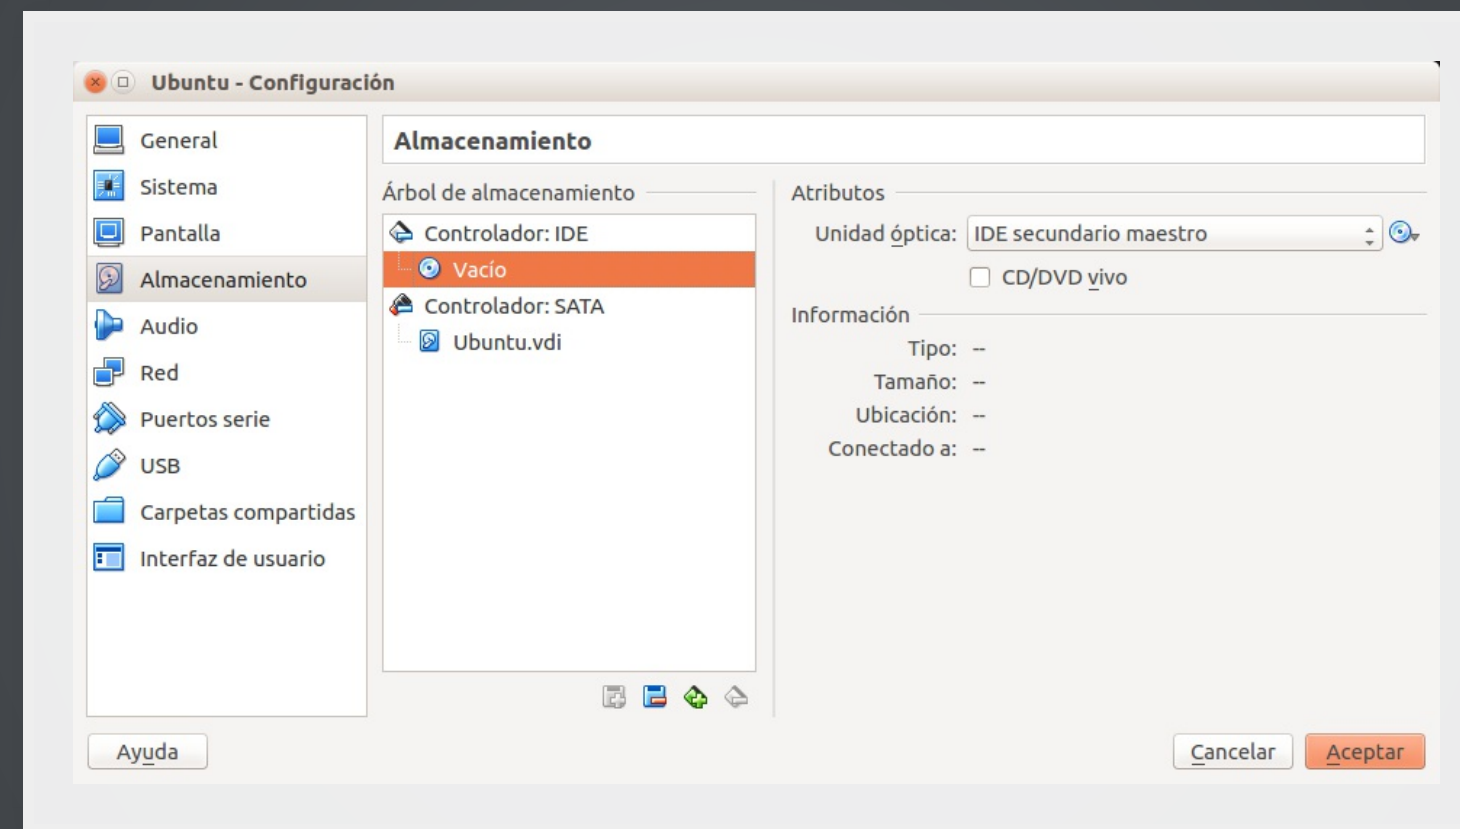 Ubuntu - Configuración
General
Sistema
Pantalla
Almacenamiento
Audio
Red
Puertos serie
USB
Carpetas compartidas
Interfaz de usuario
Almacenamiento
Árbol de almacenamiento
Controlador: IDE
Vacío
Controlador: SATA
Ubuntu.vdi
Atributos
Unidad óptica: IDE secundario maestro
CD/DVD vivo
Información
Tipo: --
Tamaño: --
Ubicación: --
Conectado a: --
Ayuda
Cancelar
Aceptar